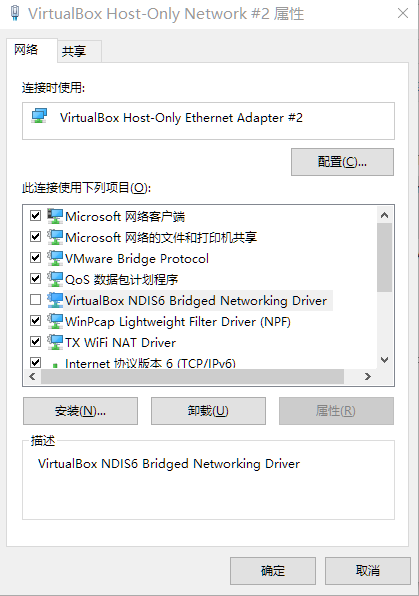 VirtualBox Host-Only Network #2 属性
网络 共享
连接时使用:
VirtualBox Host-Only Ethernet Adapter #2
配置(C)...
此连接使用下列项目(O):
Microsoft 网络客户端
Microsoft 网络的文件和打印机共享
VMware Bridge Protocol
QoS 数据包计划程序
VirtualBox NDIS6 Bridged Networking Driver
WinPcap Lightweight Filter Driver (NPF)
TX WiFi NAT Driver
Internet 协议版本 6 (TCP/IPv6)
安装(N)... 卸载(U) 属性(R)
描述
VirtualBox NDIS6 Bridged Networking Driver
确定 取消